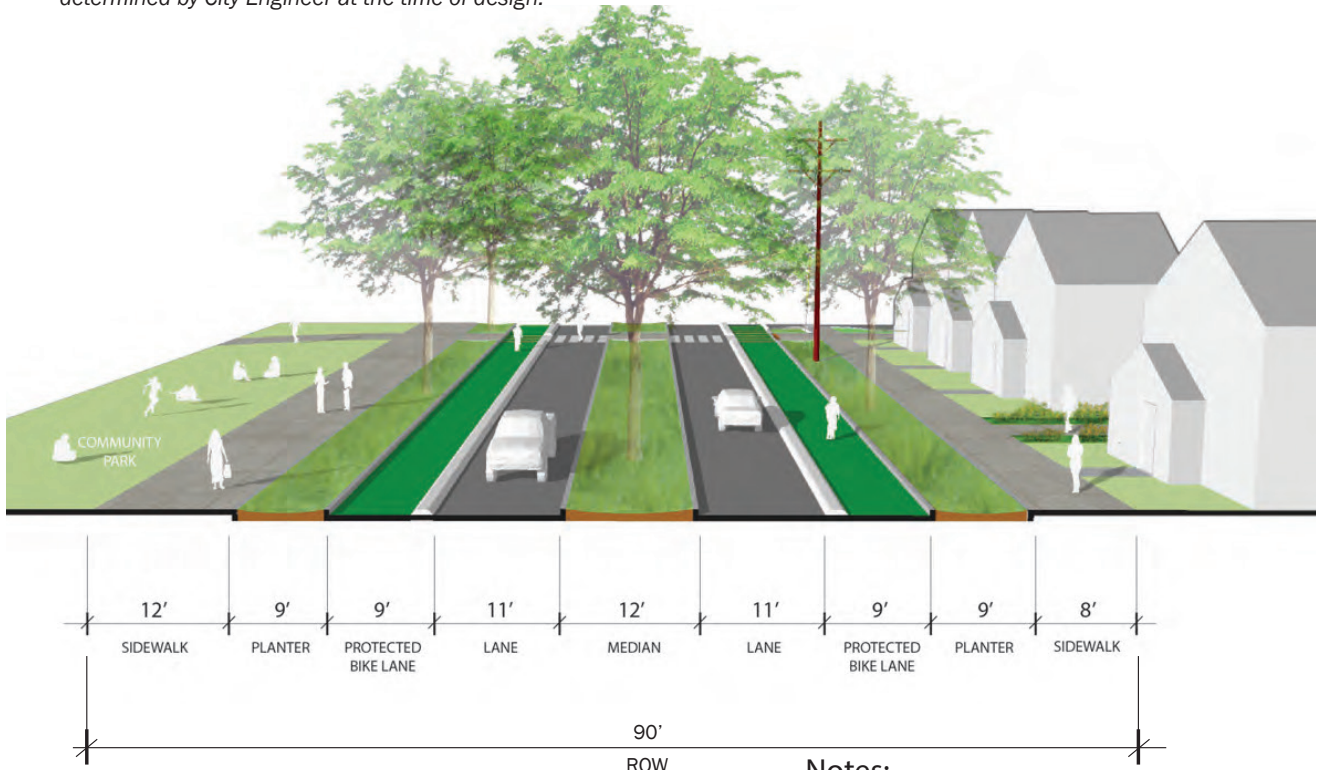 determined by City Engineer at the time of design.
COMMUNITY
PARK
12' 9' 9' 11' 12' 11' 9' 9' 8'
SIDEWALK PLANTER PROTECTED LANE MEDIAN LANE PROTECTED PLANTER SIDEWALK
BIKE LANE BIKE LANE
90'
ROW
Notes: